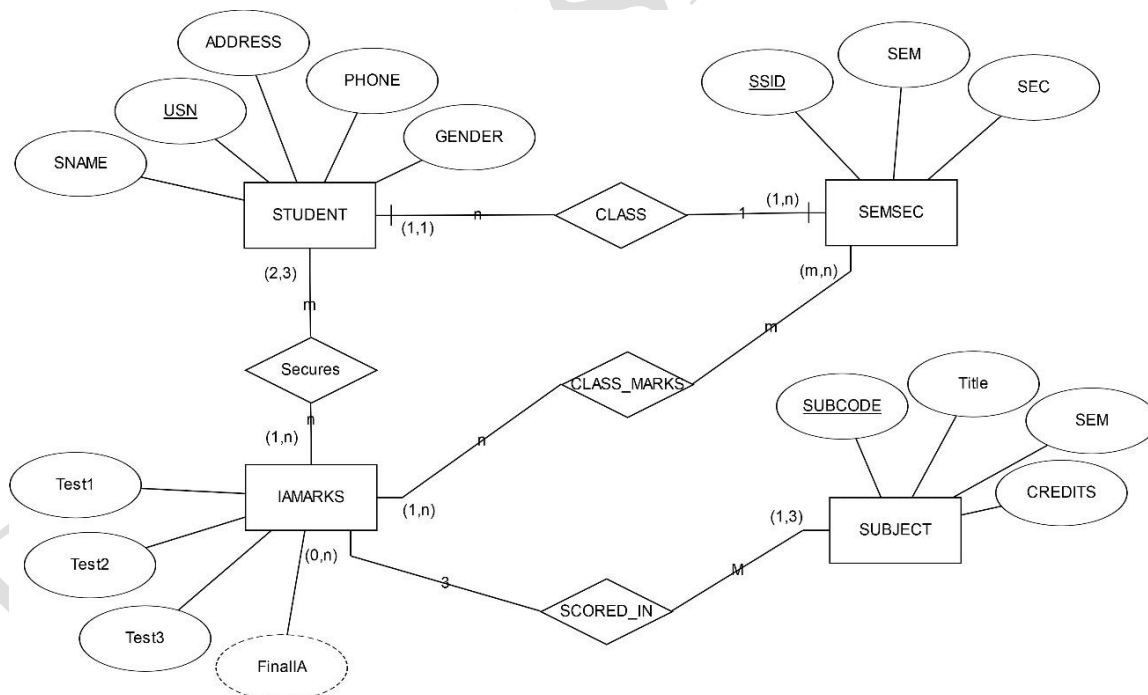 ADDRESS
PHONE
USN
GENDER
SNAME
SEM
SSID
SEC
STUDENT
n
CLASS
1
(1,n)
SEMSEC
(1,1)
(2,3)
(m,n)
m
m
Secures
CLASS_MARKS
n
n
(1,n)
SUBCODE
Title
SEM
CREDITS
Test1
IAMARKS
(1,n)
(1,3)
SUBJECT
Test2
(0,n)
3
M
SCORED_IN
Test3
FinalIA